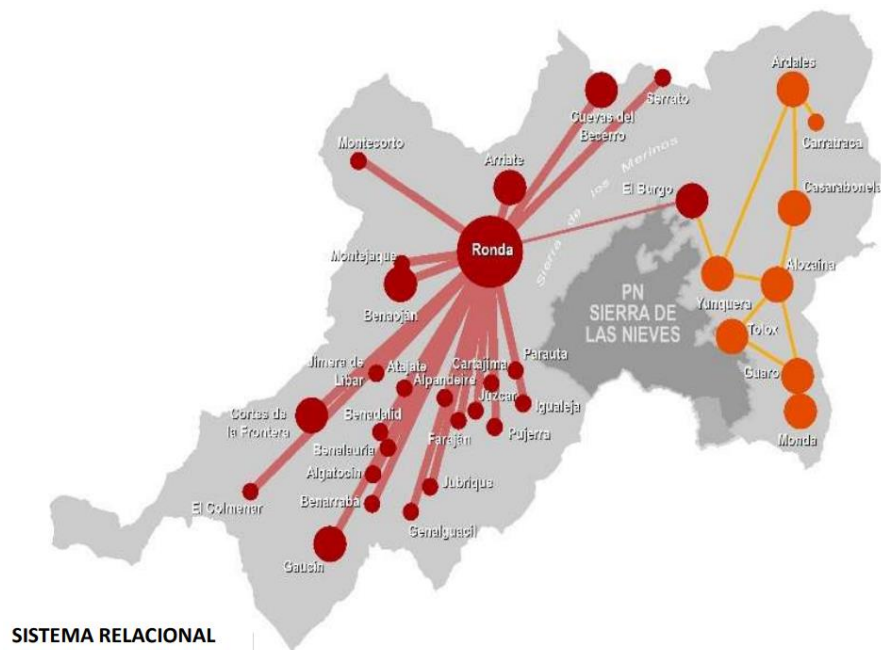 Ardales
Serrato
Cuevas del
Becerro
Carratraca
Montecorto
Arriate
Sierra de los Merinos
El Burgo
Casarabonela
Ronda
Montejaque
Alozaina
Yunquera
PN
SIERRA DE
LAS NIEVES
Benaoján
Tolox
Jimera de
Líbar
Atajate
Cartajima
Parauta
Alpandeire
Guaro
Júzcar
Igualeja
Cortes de
la Frontera
Benadalid
Faraján
Pujerra
Monda
Benalauria
Algatocín
Jubrique
El Colmenar
Benarrabá
Genalguacil
Gaucín
SISTEMA RELACIONAL